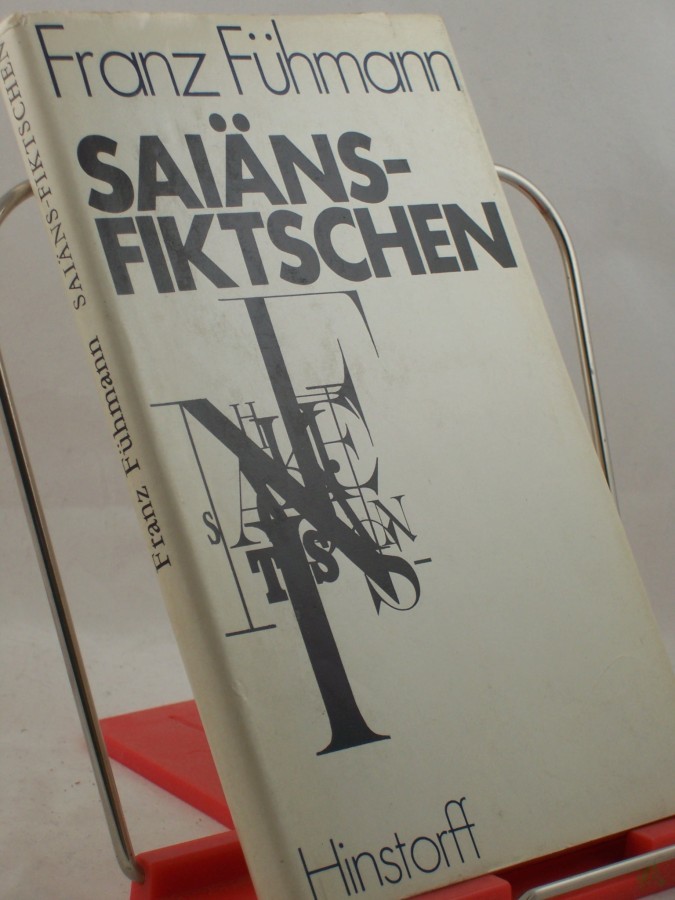 Franz Fühmann
SAIÄNS-
FIKTSCHEN
Hinstorff
Franz Fühmann SAIÄNS-FIKTSCHEN